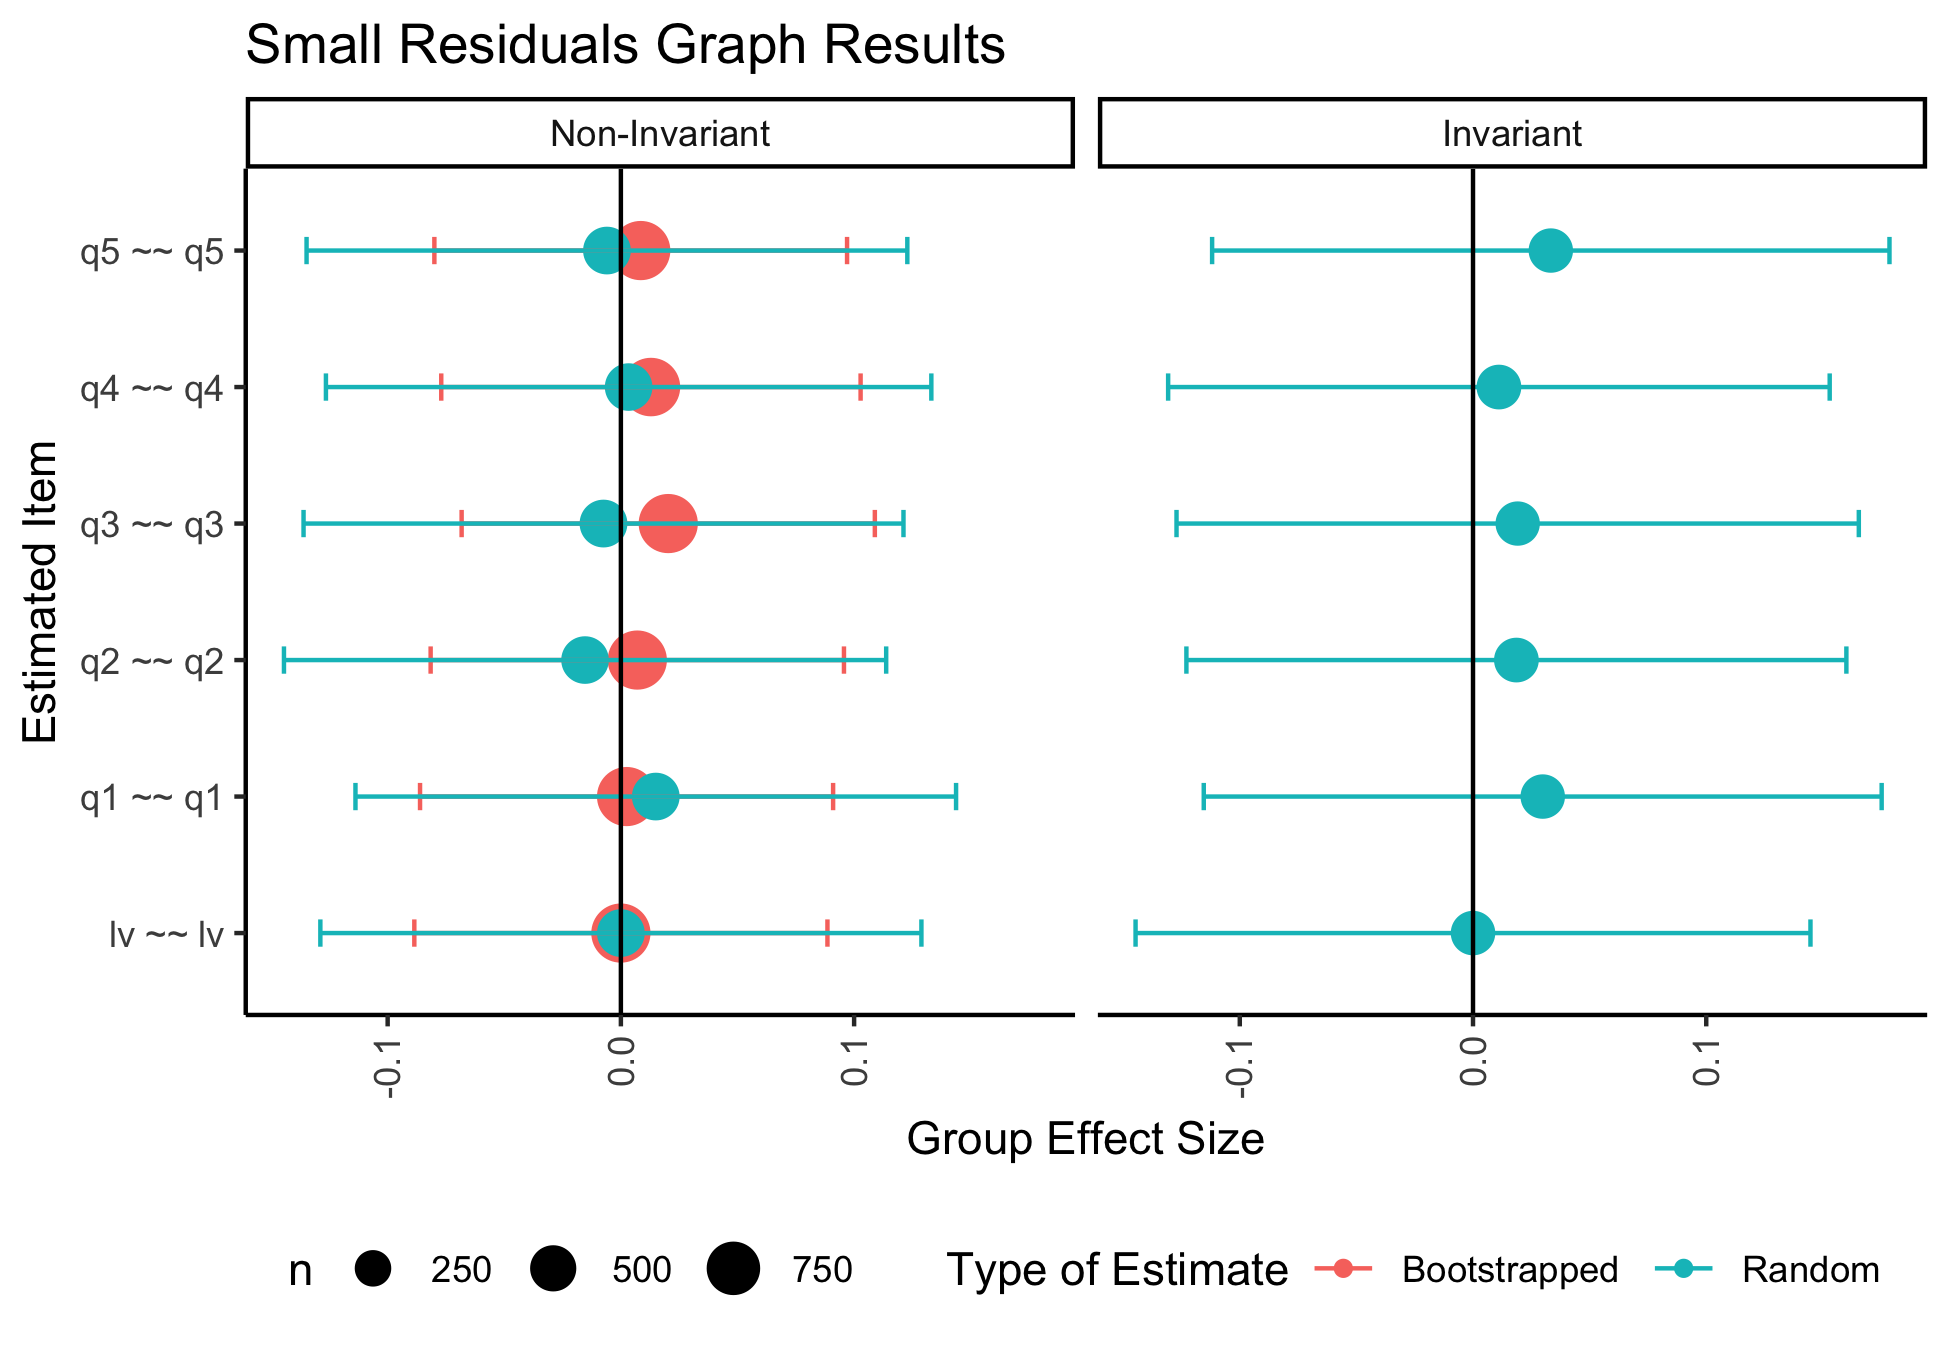 Small Residuals Graph Results
Non-Invariant
Invariant
Estimated Item
q5 ~~ q5
q4 ~~ q4
q3 ~~ q3
q2 ~~ q2
q1 ~~ q1
lv ~~ lv
-0.1
0.0
0.1
-0.1
0.0
0.1
Group Effect Size
n 250 500 750 Type of Estimate Bootstrapped Random